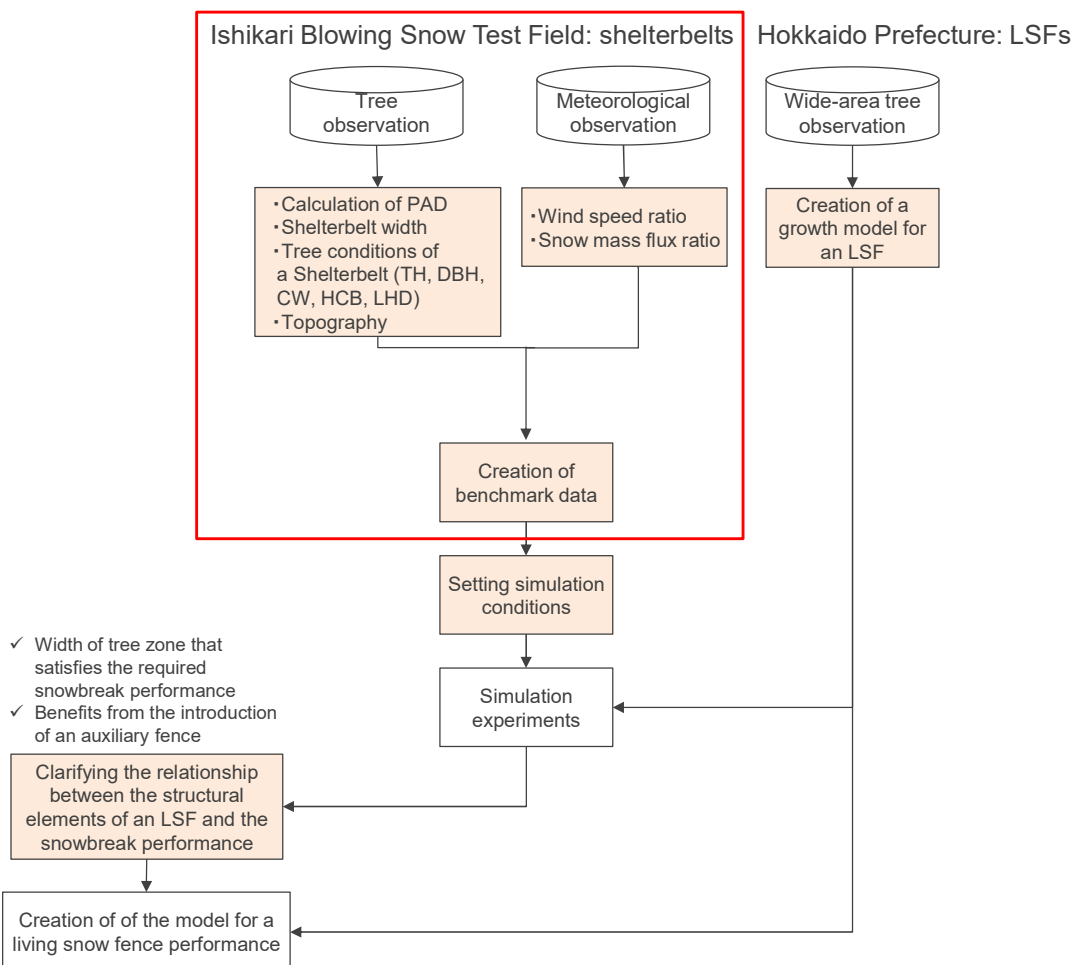 Ishikari Blowing Snow Test Field: shelterbelts
Hokkaido Prefecture: LSFs
Tree
observation
Meteorological
observation
Wide-area tree
observation
・Calculation of PAD
・Shelterbelt width
・Tree conditions of
a Shelterbelt (TH, DBH,
CW, HCB, LHD)
・Topography
・Wind speed ratio
・Snow mass flux ratio
Creation of a
growth model for
an LSF
Creation of
benchmark data
Setting simulation
conditions
✓ Width of tree zone that
satisfies the required
snowbreak performance
✓ Benefits from the introduction
of an auxiliary fence
Simulation
experiments
Clarifying the relationship
between the structural
elements of an LSF and the
snowbreak performance
Creation of of the model for a
living snow fence performance